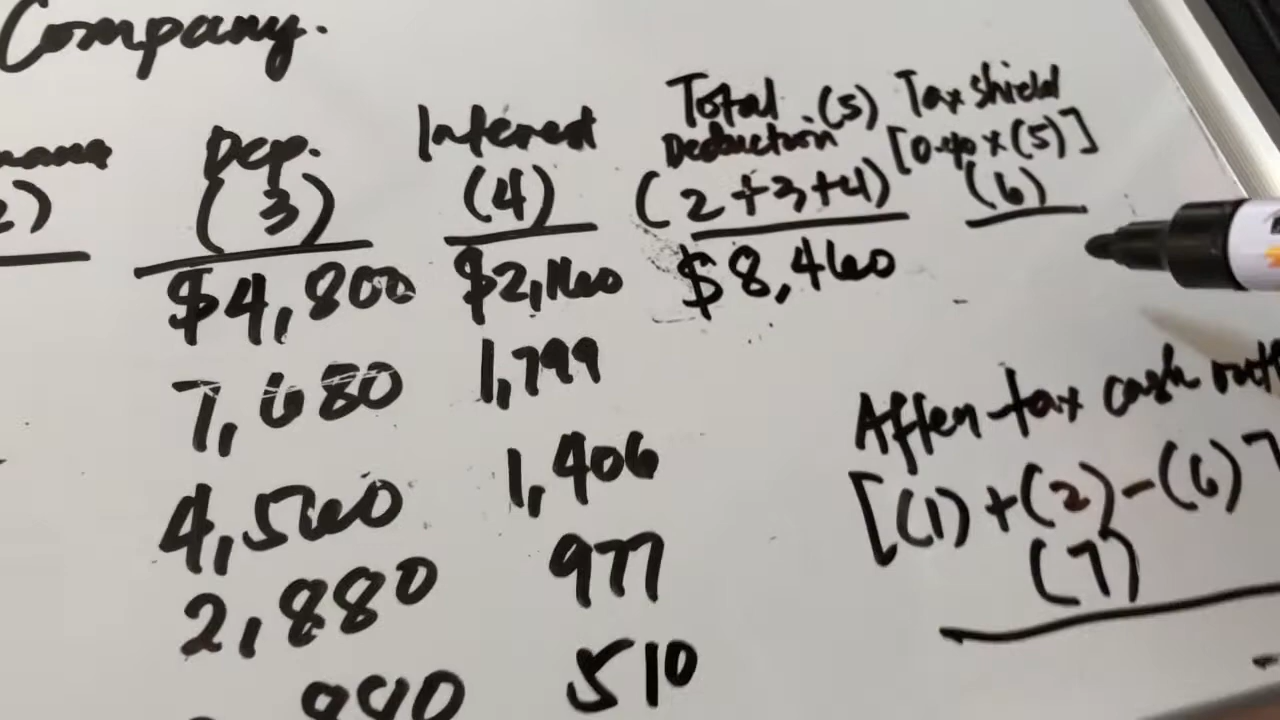 Company.
Dep.
(3)
$4,800
7,680
4,560
2,880
Interest
(4)
$2,160
1,799
1,406
977
510
Total
Deduction (5)
(2+3+4)
$8,460
Tax shield
[0.40 x (5)]
(6)
After-tax cash
[(1)+(2)-(6)]
(7)